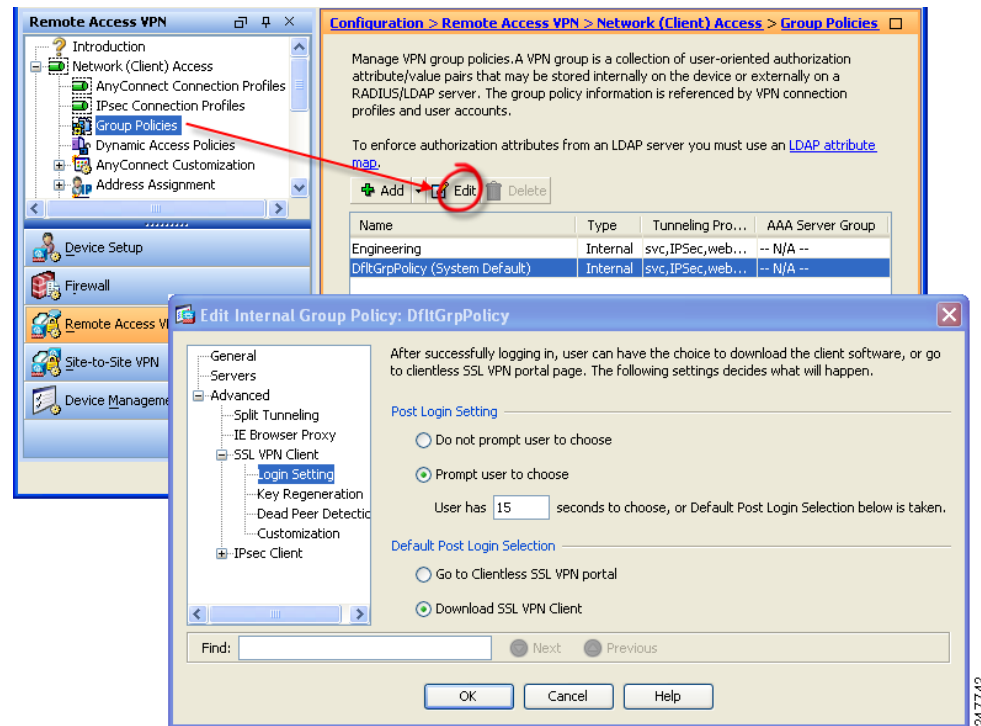 Remote Access VPN
Introduction
Network (Client) Access
AnyConnect Connection Profiles
IPsec Connection Profiles
Group Policies
Dynamic Access Policies
AnyConnect Customization
Address Assignment
Device Setup
Firewall
Remote Access VP
Site-to-Site VPN
Device Manageme
Configuration > Remote Access VPN > Network (Client) Access > Group Policies
Manage VPN group policies.A VPN group is a collection of user-oriented authorization
attribute/value pairs that may be stored internally on the device or externally on a
RADIUS/LDAP server. The group policy information is referenced by VPN connection
profiles and user accounts.
To enforce authorization attributes from an LDAP server you must use an LDAP attribute
map.
Add Edit Delete
Name Type Tunneling Pro... AAA Server Group
Engineering Internal svc,IPSec,web... -- N/A --
DfltGrpPolicy (System Default) Internal svc,IPSec,web... -- N/A --
Edit Internal Group Policy: DfltGrpPolicy
General
Servers
Advanced
Split Tunneling
IE Browser Proxy
SSL VPN Client
Login Setting
Key Regeneration
Dead Peer Detectic
Customization
IPsec Client
After successfully logging in, user can have the choice to download the client software, or go
to clientless SSL VPN portal page. The following settings decides what will happen.
Post Login Setting
Do not prompt user to choose
Prompt user to choose
User has 15 seconds to choose, or Default Post Login Selection below is taken.
Default Post Login Selection
Go to Clientless SSL VPN portal
Download SSL VPN Client
Find: Next Previous
OK Cancel Help
247742